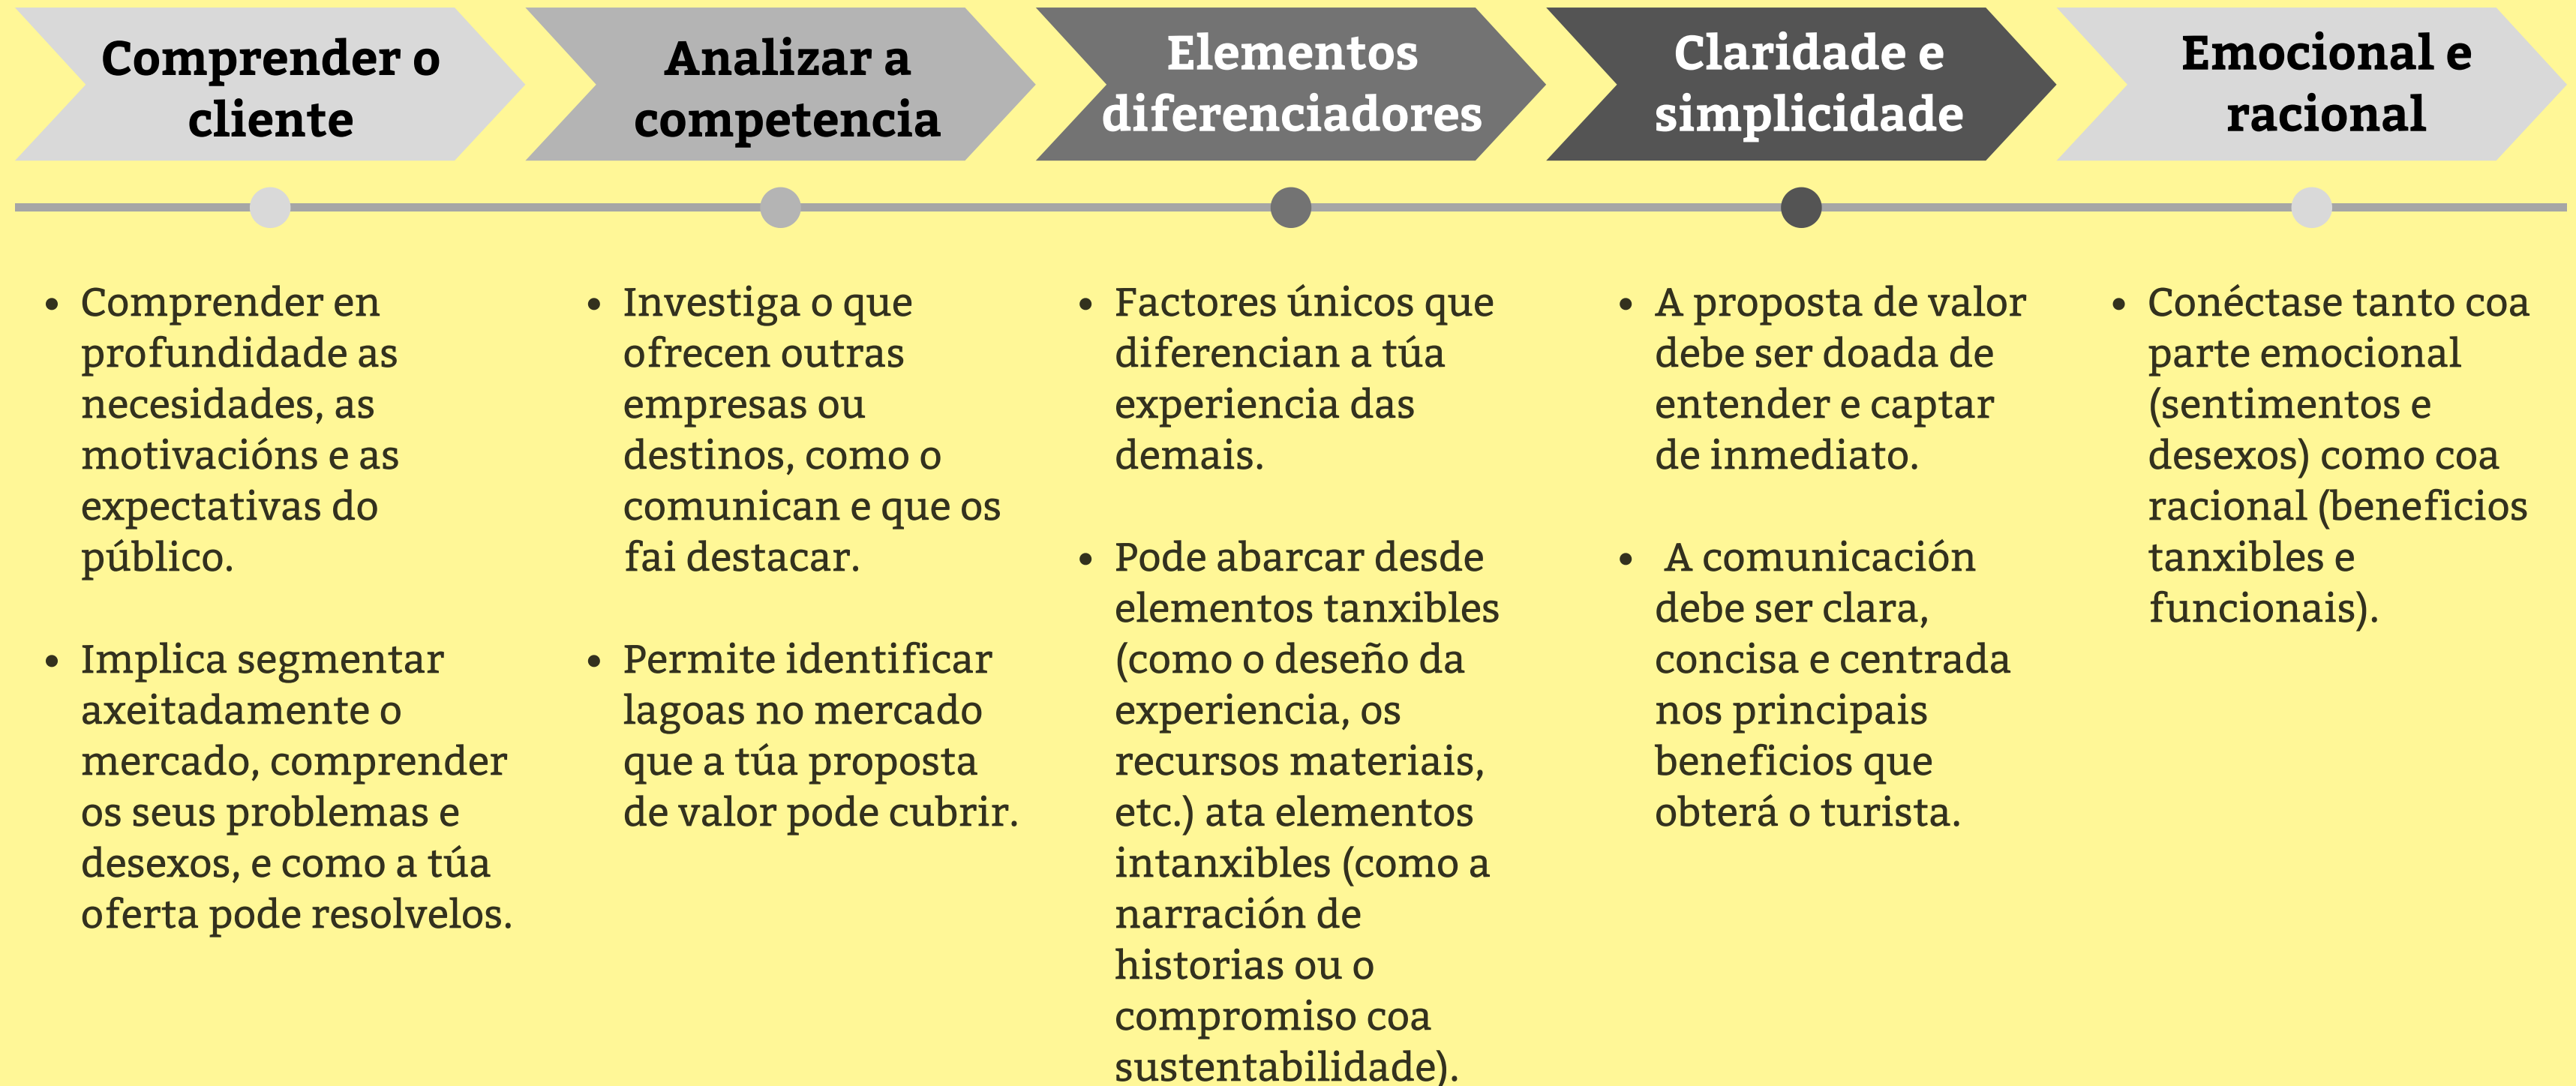 Comprender o
cliente
Analizar a
competencia
Elementos
diferenciadores
Claridade e
simplicidade
Emocional e
racional
• Comprender en
profundidade as
necesidades, as
motivacións e as
expectativas do
público.
• Implica segmentar
axeitadamente o
mercado, comprender
os seus problemas e
desexos, e como a túa
oferta pode resolvelos.
• Investiga o que
ofrecen outras
empresas ou
destinos, como o
comunican e que os
fai destacar.
• Permite identificar
lagoas no mercado
que a túa proposta
de valor pode cubrir.
• Factores únicos que
diferencian a túa
experiencia das
demais.
• Pode abarcar desde
elementos tanxibles
(como o deseño da
experiencia, os
recursos materiais,
etc.) ata elementos
intanxibles (como a
narración de
historias ou o
compromiso coa
sustentabilidade).
• A proposta de valor
debe ser doada de
entender e captar
de inmediato.
• A comunicación
debe ser clara,
concisa e centrada
nos principais
beneficios que
obterá o turista.
• Conéctase tanto coa
parte emocional
(sentimentos e
desexos) como coa
racional (beneficios
tanxibles e
funcionais).